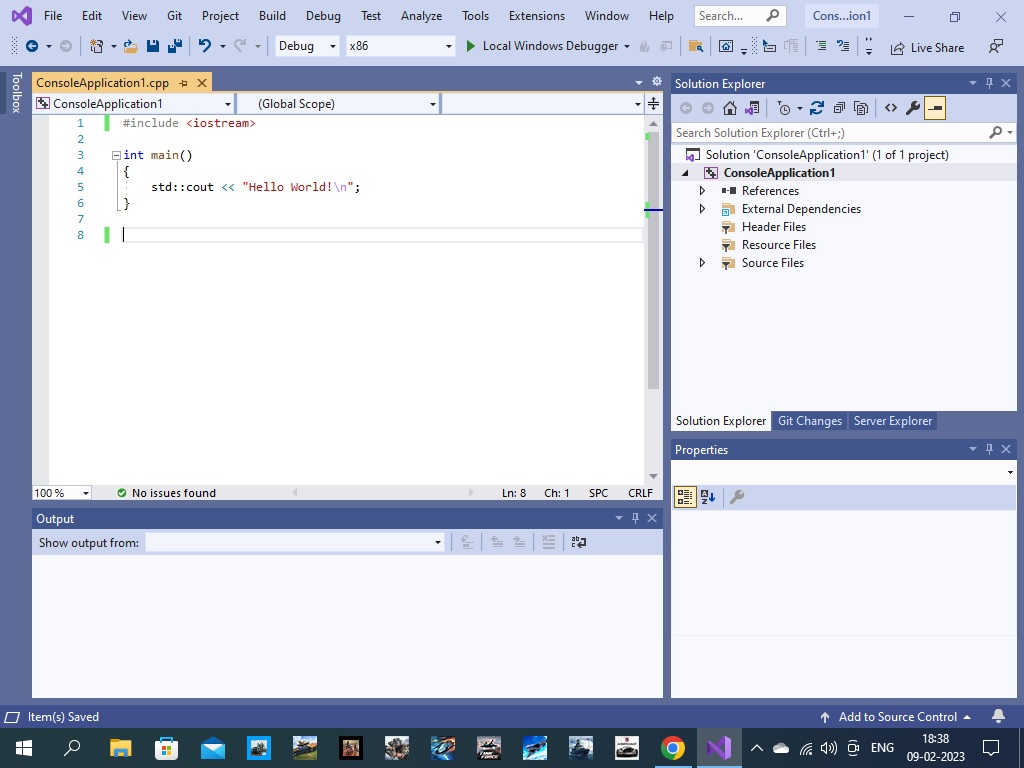 File Edit View Git Project Build Debug Test Analyze Tools Extensions Window Help Search... Cons...ion1
Debug x86 Local Windows Debugger Live Share
Toolbox
ConsoleApplication1.cpp
ConsoleApplication1 (Global Scope)
1 #include <iostream>
2
3 int main()
4 {
5 std::cout << "Hello World!\n";
6 }
7
8
100 % No issues found Ln: 8 Ch: 1 SPC CRLF
Output
Show output from:
Solution Explorer
Search Solution Explorer (Ctrl+;)
Solution 'ConsoleApplication1' (1 of 1 project)
ConsoleApplication1
References
External Dependencies
Header Files
Resource Files
Source Files
Solution Explorer Git Changes Server Explorer
Properties
Item(s) Saved Add to Source Control
ENG 18:38
09-02-2023